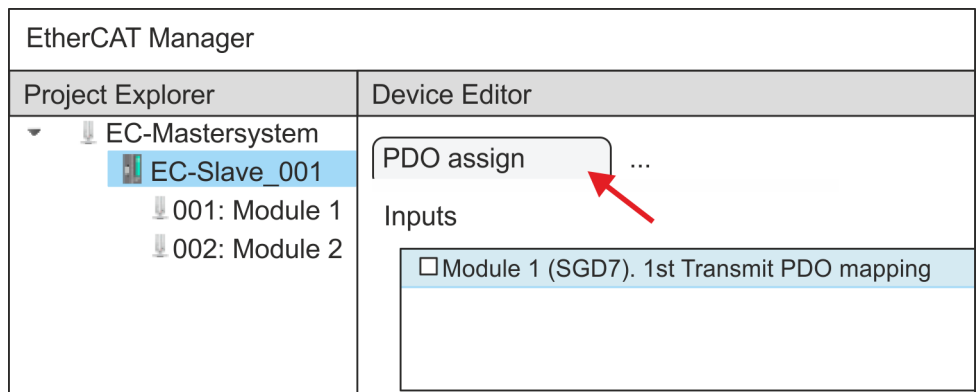 EtherCAT Manager
Project Explorer
Device Editor
EC-Mastersystem
EC-Slave_001
001: Module 1
002: Module 2
PDO assign
...
Inputs
Module 1 (SGD7). 1st Transmit PDO mapping